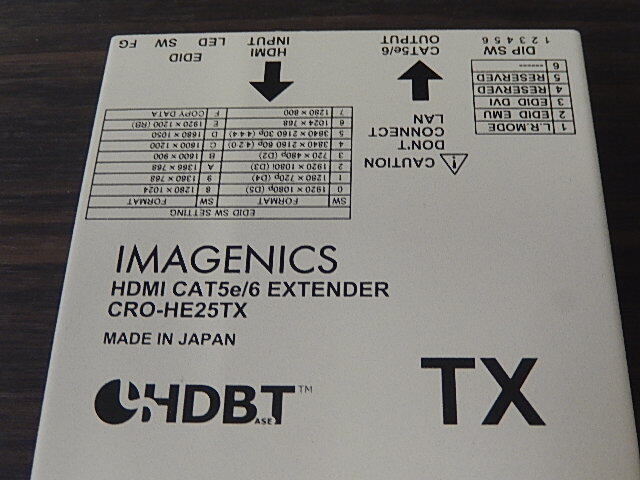 IMAGENICS
HDMI CAT5e/6 EXTENDER
CRO-HE25TX
MADE IN JAPAN
HDBT™
ASE
TX
1 L.R.MODE
2 EDID EMU
3 EDID DVI
4 RESERVED
5 RESERVED
6 ------
1 2 3 4 5 6
DIP SW
CAUTION
DON'T
CONNECT
LAN
CAT5e/6
OUTPUT
EDID SW SETTING
SW FORMAT SW FORMAT
0 1920×1080p (D5) 8 1280×1024
1 1280×720p (D4) 9 1360×768
2 1920×1080i (D3) A 1366×768
3 720×480p (D2) B 1600×900
4 3840×2160 60p (4:2:0) C 1600×1200
5 3840×2160 30p (4:4:4) D 1680×1050
6 1024×768 E 1920×1200 (RB)
7 1280×800 F COPY DATA
HDMI
INPUT
EDID
LED SW
FG